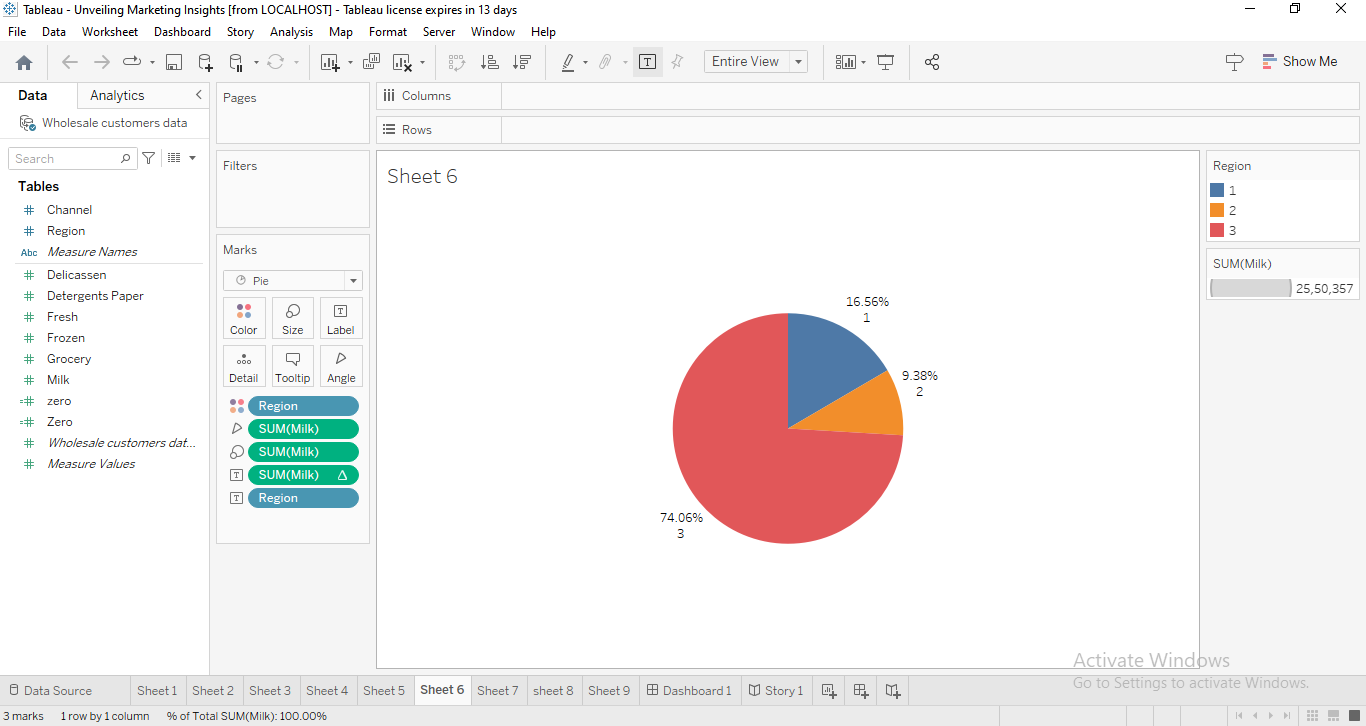 Tableau - Unveiling Marketing Insights [from LOCALHOST] - Tableau license expires in 13 days
File Data Worksheet Dashboard Story Analysis Map Format Server Window Help
Entire View
Show Me
Data Analytics
Wholesale customers data
Search
Tables
# Channel
# Region
Abc Measure Names
# Delicassen
# Detergents Paper
# Fresh
# Frozen
# Grocery
# Milk
=# zero
=# Zero
# Wholesale customers dat...
# Measure Values
Pages
Filters
Marks
Pie
Color Size Label
Detail Tooltip Angle
Region
SUM(Milk)
SUM(Milk)
SUM(Milk) Δ
Region
Columns
Rows
Sheet 6
16.56%
1
9.38%
2
74.06%
3
Region
1
2
3
SUM(Milk)
25,50,357
Activate Windows
Go to Settings to activate Windows.
Data Source Sheet 1 Sheet 2 Sheet 3 Sheet 4 Sheet 5 Sheet 6 Sheet 7 sheet 8 Sheet 9 Dashboard 1 Story 1
3 marks 1 row by 1 column % of Total SUM(Milk): 100.00%